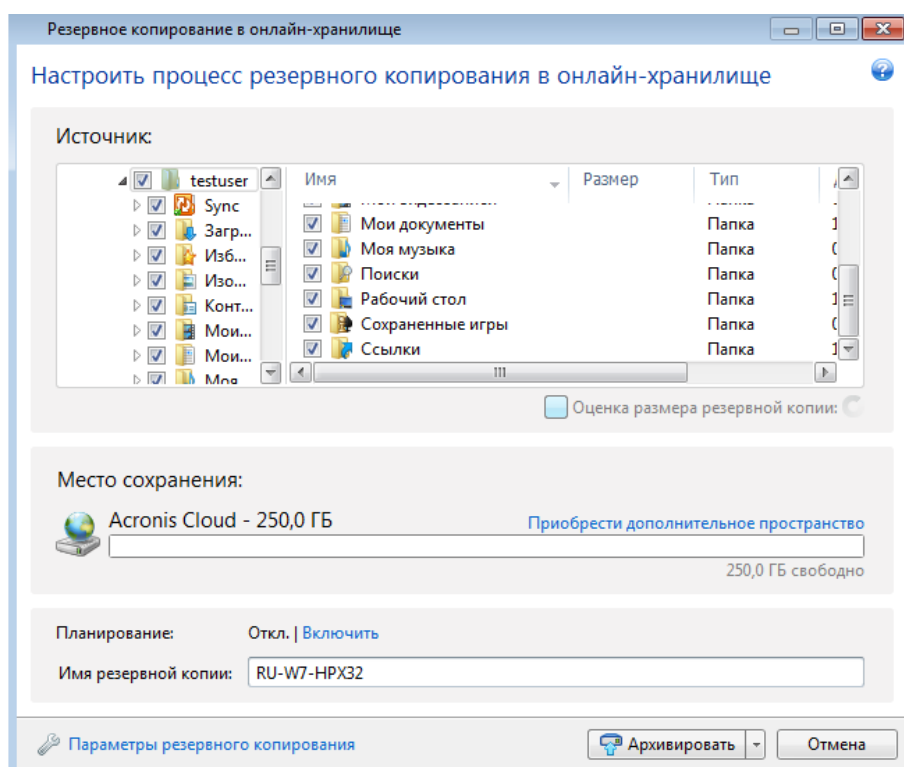 Резервное копирование в онлайн-хранилище
Настроить процесс резервного копирования в онлайн-хранилище
Источник:
testuser
Sync
Загр...
Изб...
Изо...
Конт...
Мои...
Мои...
Моя
Имя Размер Тип
Мои документы Папка
Моя музыка Папка
Поиски Папка
Рабочий стол Папка
Сохраненные игры Папка
Ссылки Папка
Оценка размера резервной копии:
Место сохранения:
Acronis Cloud - 250,0 ГБ
Приобрести дополнительное пространство
250,0 ГБ свободно
Планирование: Откл. | Включить
Имя резервной копии: RU-W7-HPX32
Параметры резервного копирования
Архивировать
Отмена